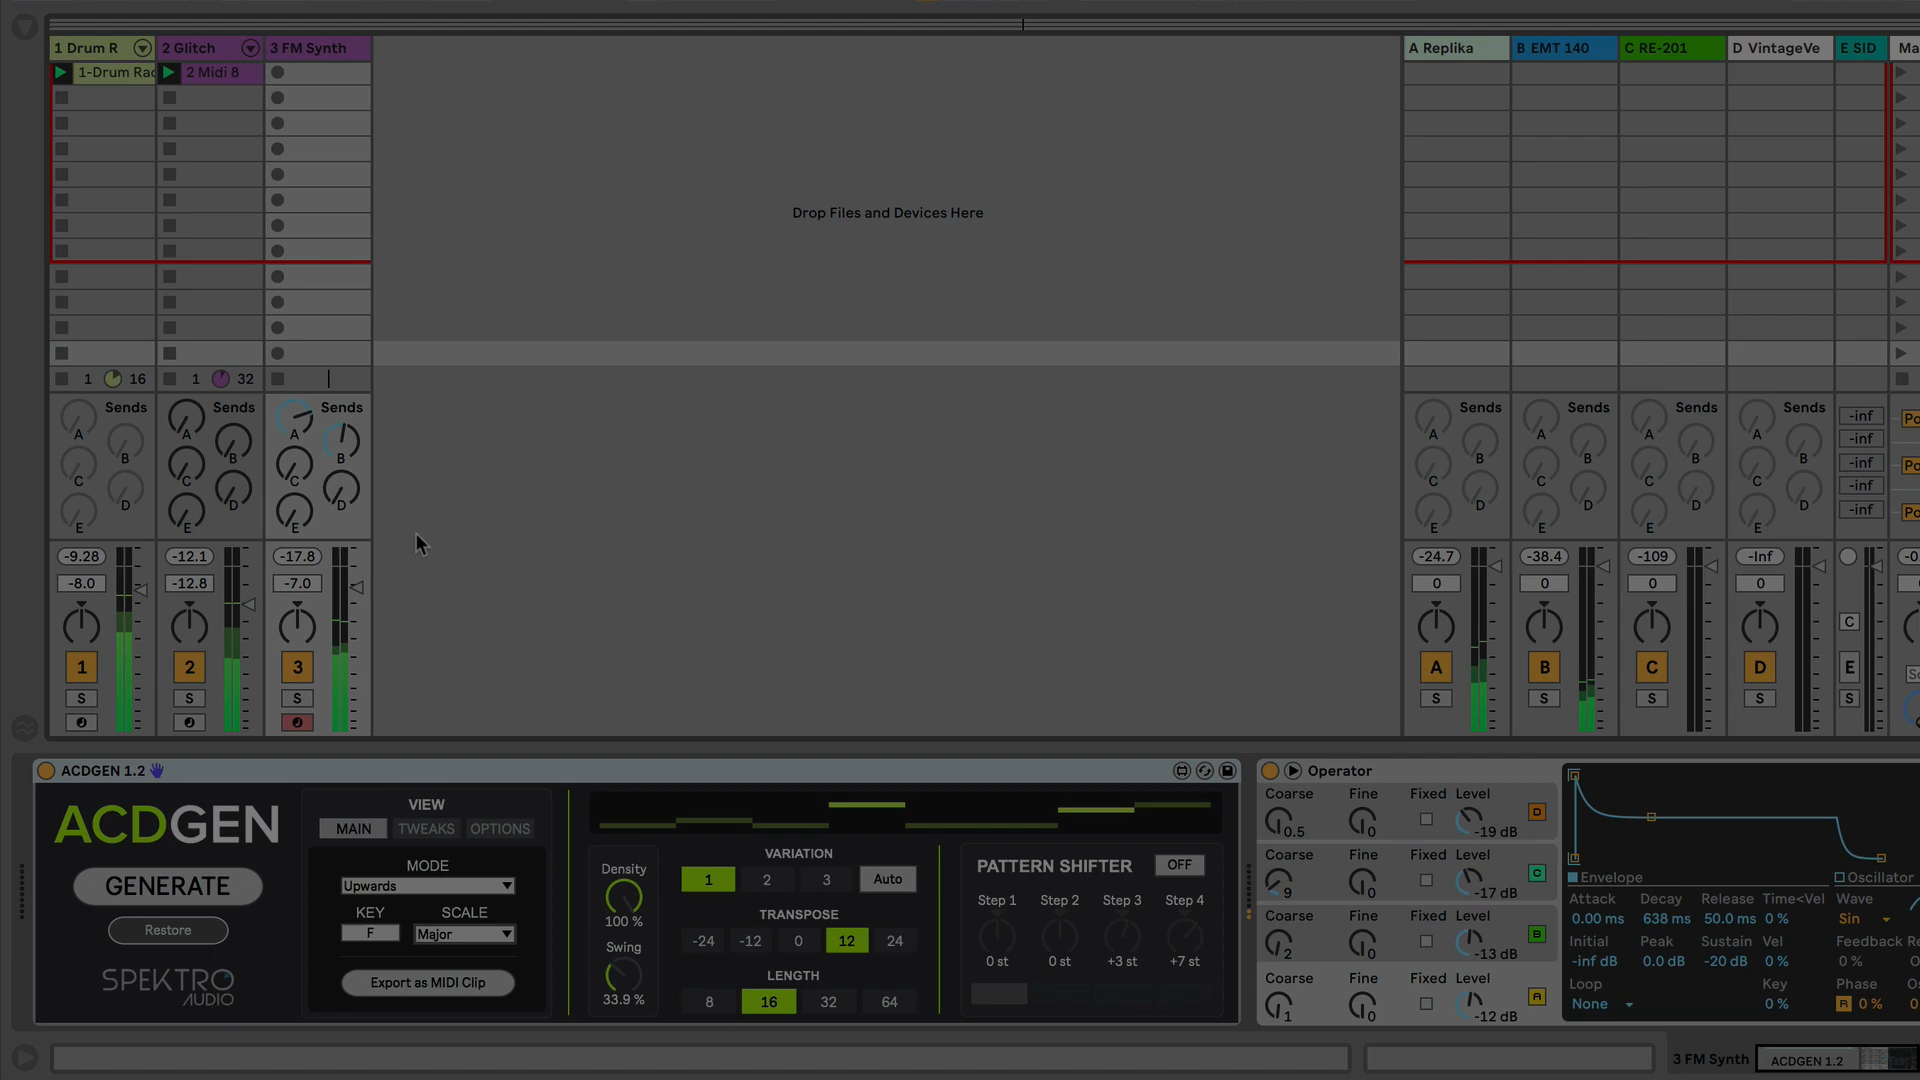 1 Drum R
2 Glitch
3 FM Synth
A Replika
B EMT 140
C RE-201
D VintageVe
E SID
Ma
1-Drum Rac
2 Midi 8
Drop Files and Devices Here
1 16
1 32
Sends Sends Sends Sends Sends Sends Sends
A A A A A A A
B B B B B B B
C C C C C C C
D D D D D D D
E E E E E E E
-inf
-inf
-inf
-inf
-inf
Po
Po
Po
-9.28 -12.1 -17.8 -24.7 -38.4 -109 -Inf -0
-8.0 -12.8 -7.0 0 0 0 0
C
1 2 3 A B C D E
S S S S S S S S
ACDGEN 1.2
ACDGEN
GENERATE
Restore
SPEKTRO
AUDIO
VIEW
MAIN TWEAKS OPTIONS
MODE
Upwards
KEY SCALE
F Major
Export as MIDI Clip
Density
100 %
Swing
33.9 %
VARIATION
1 2 3 Auto
TRANSPOSE
-24 -12 0 12 24
LENGTH
8 16 32 64
PATTERN SHIFTER OFF
Step 1 Step 2 Step 3 Step 4
0 st 0 st +3 st +7 st
Operator
Coarse Fine Fixed Level
0.5 0 -19 dB D
Coarse Fine Fixed Level
9 0 -17 dB C
Coarse Fine Fixed Level
2 0 -13 dB B
Coarse Fine Fixed Level
1 0 -12 dB A
Envelope Oscillator
Attack Decay Release Time<Vel Wave
0.00 ms 638 ms 50.0 ms 0 % Sin
Initial Peak Sustain Vel Feedback Re
-inf dB 0.0 dB -20 dB 0 % 0 %
Loop Key Phase Os
None 0 % R 0 % 0
3 FM Synth ACDGEN 1.2